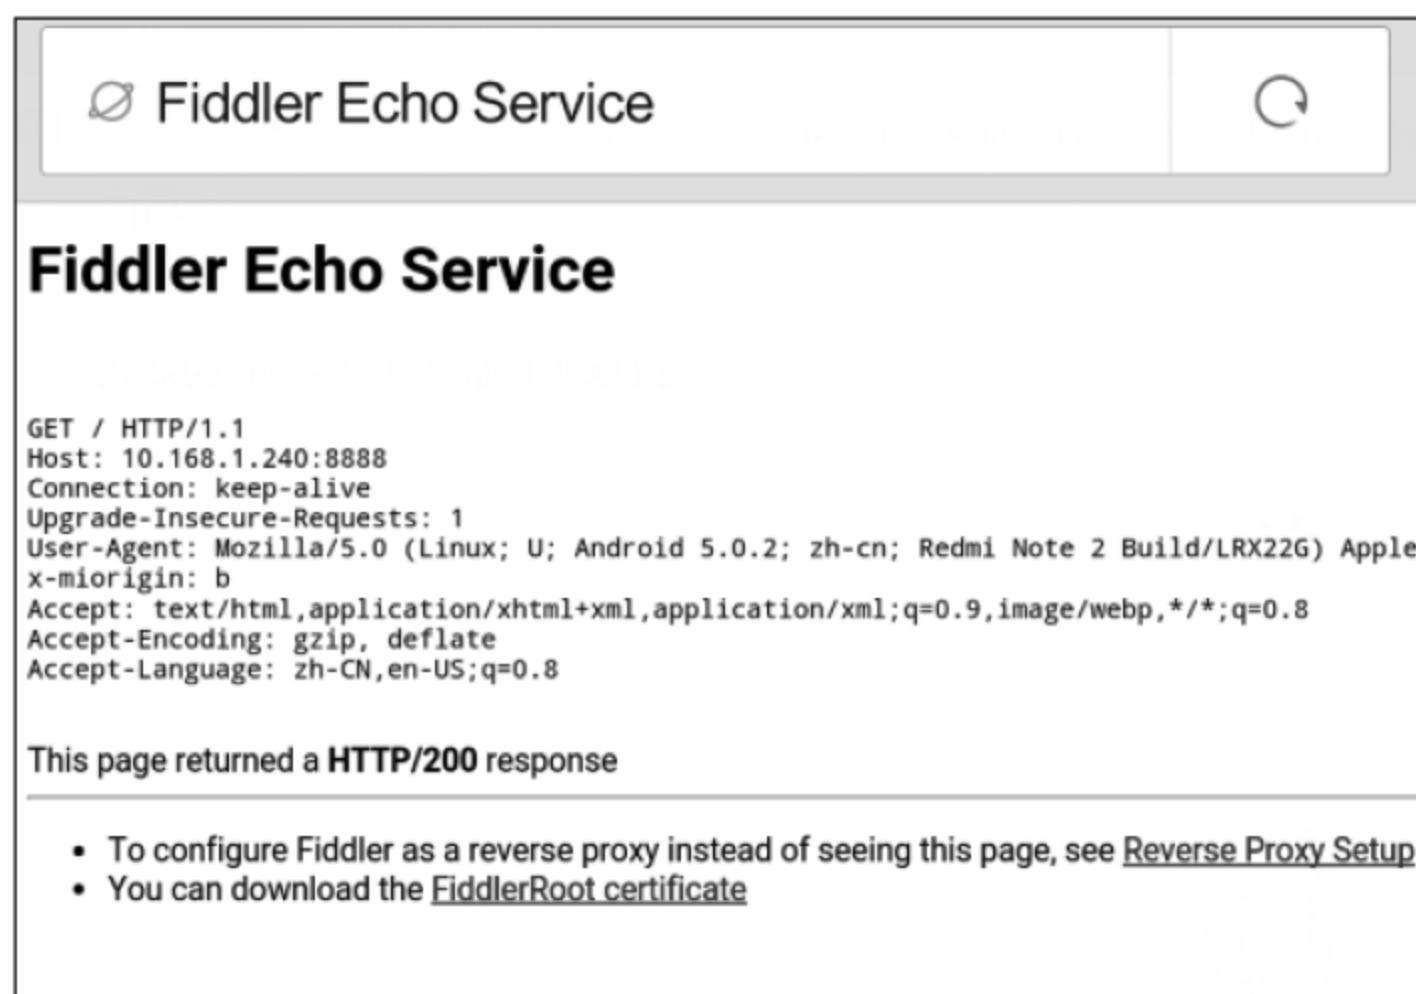 Fiddler Echo Service
Fiddler Echo Service
GET / HTTP/1.1
Host: 10.168.1.240:8888
Connection: keep-alive
Upgrade-Insecure-Requests: 1
User-Agent: Mozilla/5.0 (Linux; U; Android 5.0.2; zh-cn; Redmi Note 2 Build/LRX22G) Apple
x-miorigin: b
Accept: text/html,application/xhtml+xml,application/xml;q=0.9,image/webp,*/*;q=0.8
Accept-Encoding: gzip, deflate
Accept-Language: zh-CN,en-US;q=0.8
This page returned a HTTP/200 response
• To configure Fiddler as a reverse proxy instead of seeing this page, see Reverse Proxy Setup
• You can download the FiddlerRoot certificate